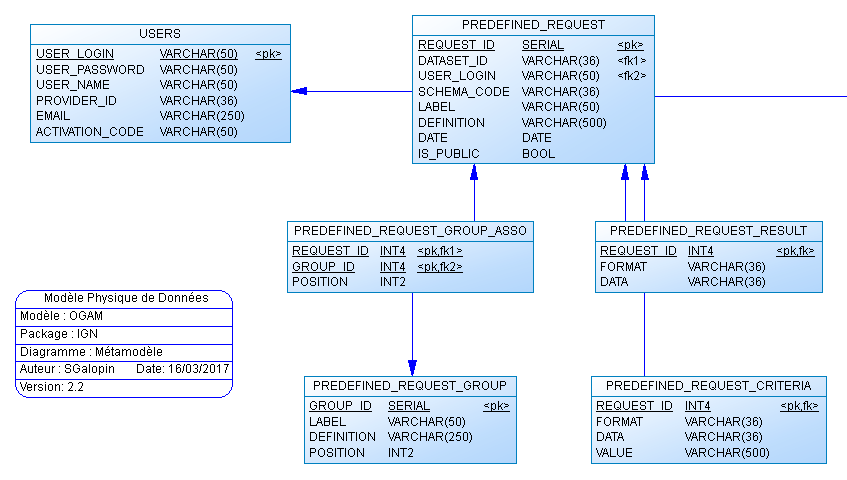 USERS
USER_LOGIN VARCHAR(50) <pk>
USER_PASSWORD VARCHAR(50)
USER_NAME VARCHAR(50)
PROVIDER_ID VARCHAR(36)
EMAIL VARCHAR(250)
ACTIVATION_CODE VARCHAR(50)
PREDEFINED_REQUEST
REQUEST_ID SERIAL <pk>
DATASET_ID VARCHAR(36) <fk1>
USER_LOGIN VARCHAR(50) <fk2>
SCHEMA_CODE VARCHAR(36)
LABEL VARCHAR(50)
DEFINITION VARCHAR(500)
DATE DATE
IS_PUBLIC BOOL
PREDEFINED_REQUEST_GROUP_ASSO
REQUEST_ID INT4 <pk,fk1>
GROUP_ID INT4 <pk,fk2>
POSITION INT2
PREDEFINED_REQUEST_RESULT
REQUEST_ID INT4 <pk,fk>
FORMAT VARCHAR(36)
DATA VARCHAR(36)
Modèle Physique de Données
Modèle : OGAM
Package : IGN
Diagramme : Métamodèle
Auteur : SGalopin Date: 16/03/2017
Version: 2.2
PREDEFINED_REQUEST_GROUP
GROUP_ID SERIAL <pk>
LABEL VARCHAR(50)
DEFINITION VARCHAR(250)
POSITION INT2
PREDEFINED_REQUEST_CRITERIA
REQUEST_ID INT4 <pk,fk>
FORMAT VARCHAR(36)
DATA VARCHAR(36)
VALUE VARCHAR(500)